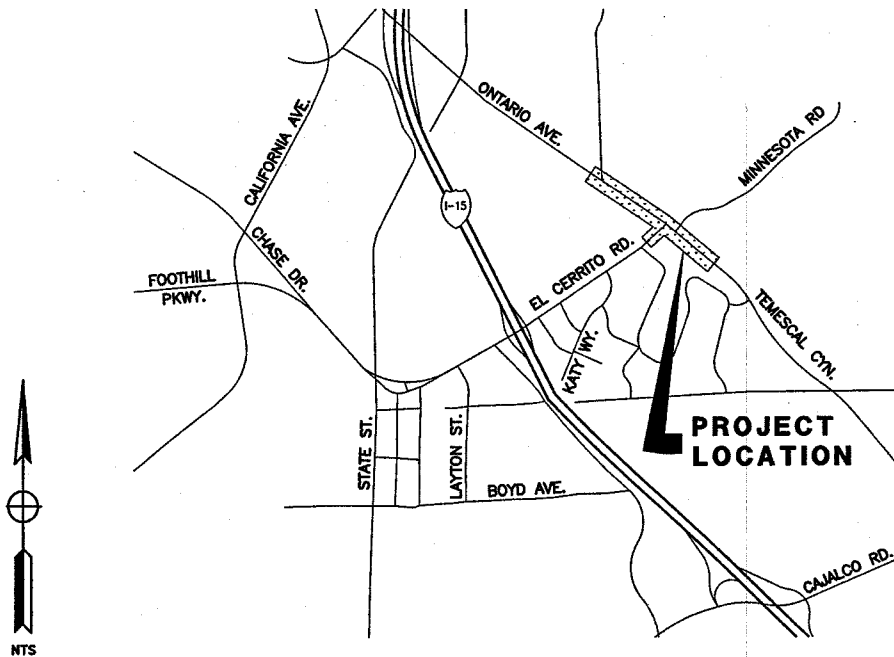 ONTARIO AVE.
CALIFORNIA AVE.
MINNESOTA RD
I-15
CHASE DR.
EL CERRITO RD.
FOOTHILL
PKWY.
TEMESCAL CYN.
KATY WY.
PROJECT
LOCATION
STATE ST.
LAYTON ST.
BOYD AVE.
CAJALCO RD.
NTS